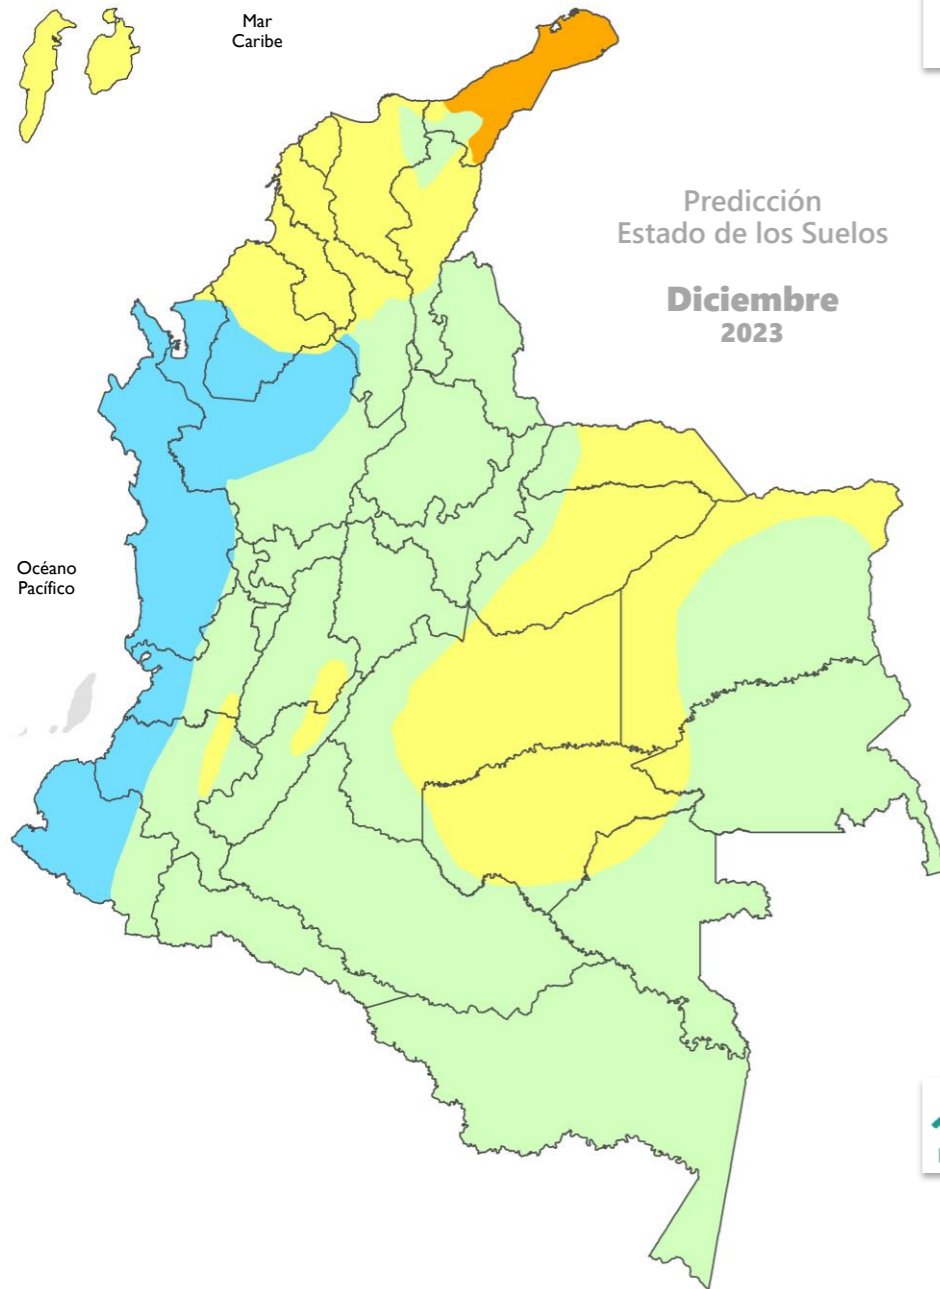 Mar
Caribe
Predicción
Estado de los Suelos
Diciembre
2023
Océano
Pacífico